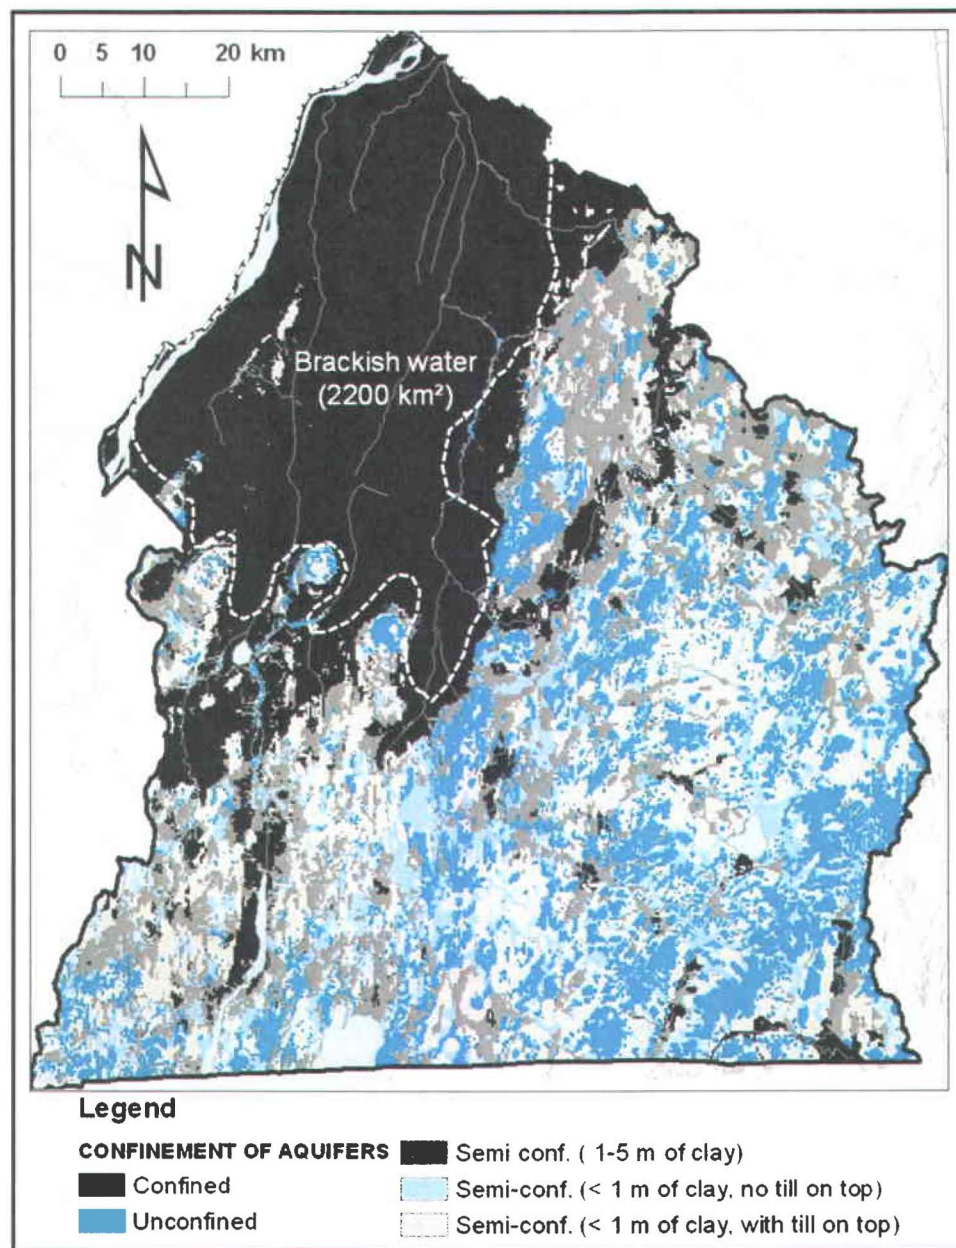 0 5 10 20 km
N
Brackish water
(2200 km²)
Legend
CONFINEMENT OF AQUIFERS
Confined
Unconfined
Semi conf. ( 1-5 m of clay)
Semi-conf. (< 1 m of clay, no till on top)
Semi-conf. (< 1 m of clay, with till on top)